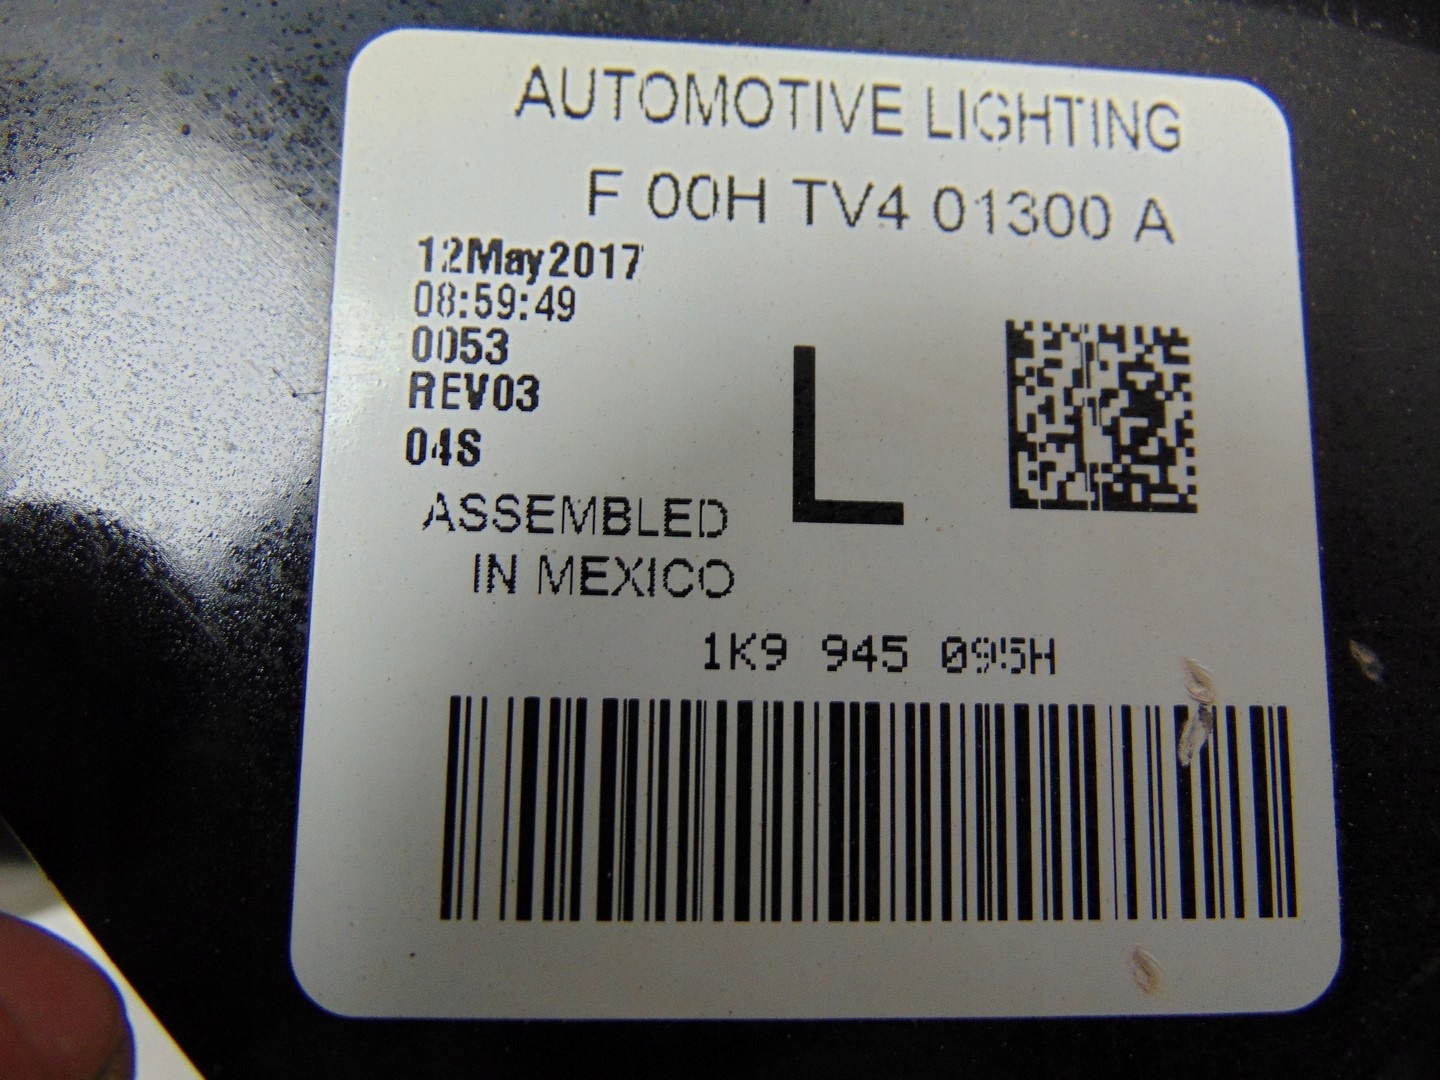 AUTOMOTIVE LIGHTING
F 00H TV4 01300 A
12May2017
08:59:49
0053
REV03
04S
L
ASSEMBLED
IN MEXICO
1K9 945 095H